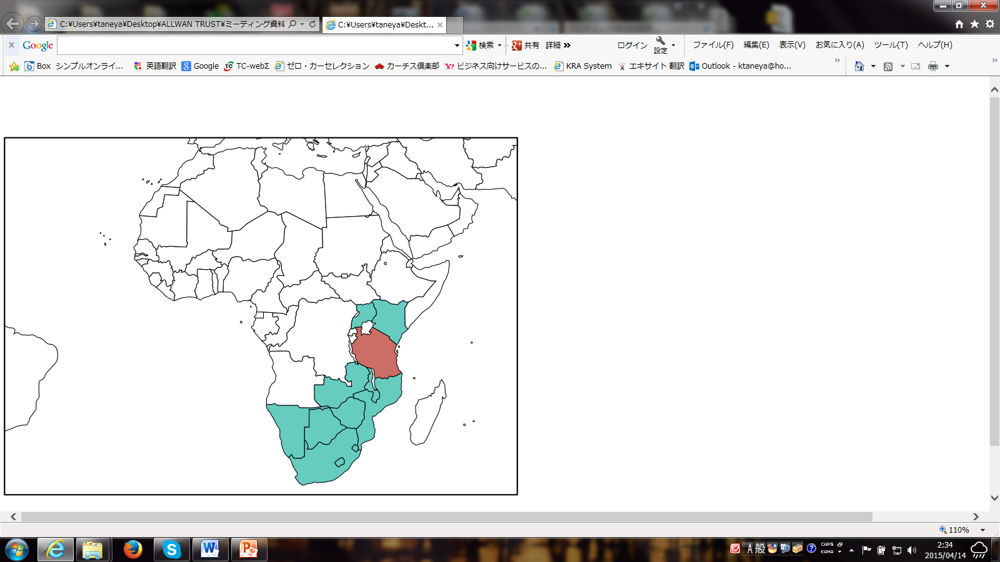 C:¥Users¥taneya¥Desktop¥ALLWAN TRUST¥ミーティング資料
C:¥Users¥taneya¥Deskt...
Google
検索
共有
詳細
ログイン
設定
ファイル(F)
編集(E)
表示(V)
お気に入り(A)
ツール(T)
ヘルプ(H)
Box シンプルオンライ...
英語翻訳
Google
TC-webΣ
ゼロ・カーセレクション
カーチス倶楽部
ビジネス向けサービスの...
KRA System
エキサイト 翻訳
Outlook - ktaneya@ho...
110%
A 般
CAPS
KANA
2:34
2015/04/14